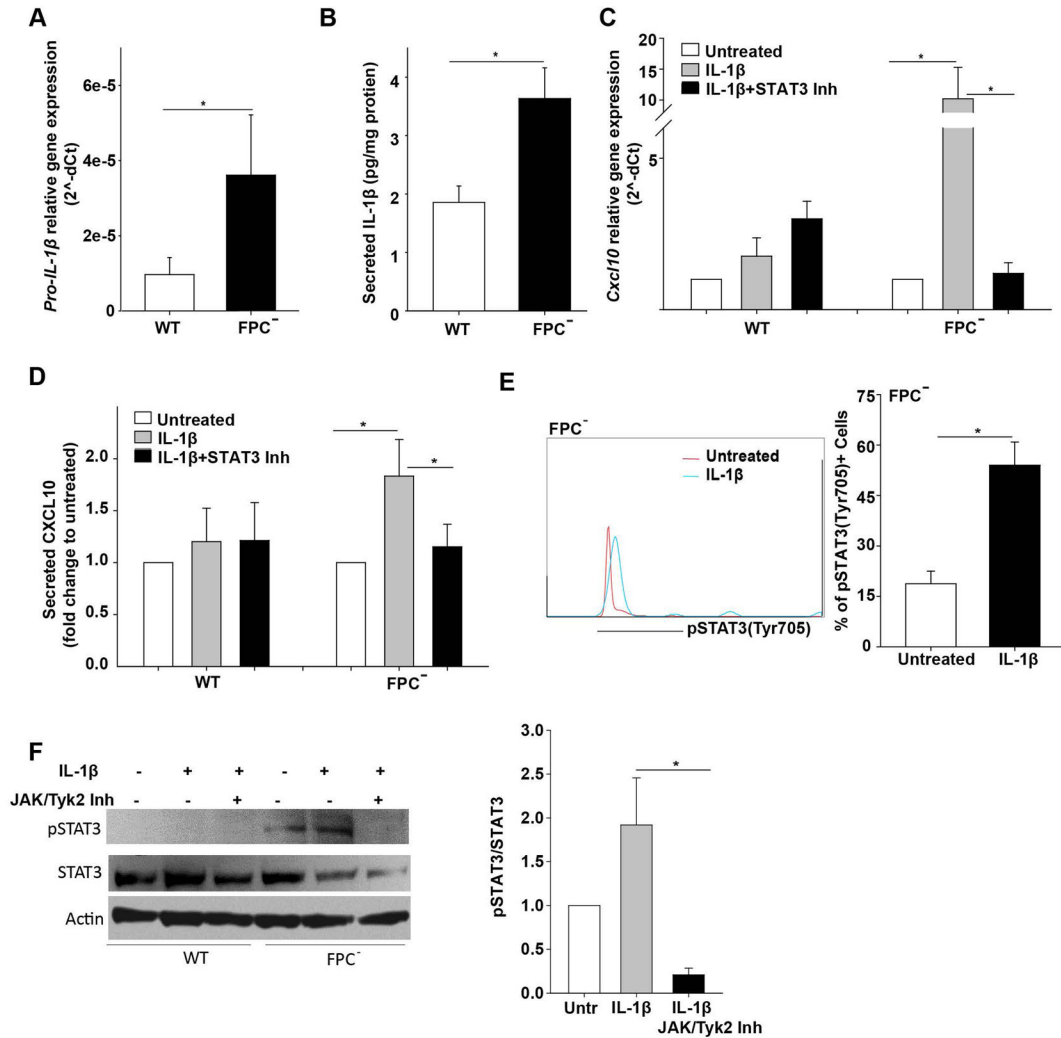 A
Pro-IL-1β relative gene expression
(2^-dCt)
6e-5
4e-5
2e-5
0
*
WT
FPC⁻
B
Secreted IL-1β (pg/mg protien)
4
3
2
1
0
*
WT
FPC⁻
C
Cxcl10 relative gene expression
(2^-dCt)
20
15
10
5
Untreated
IL-1β
IL-1β+STAT3 Inh
*
*
WT
FPC⁻
D
Secreted CXCL10
(fold change to untreated)
2.0
1.5
1.0
0.5
0.0
Untreated
IL-1β
IL-1β+STAT3 Inh
*
*
WT
FPC⁻
E
FPC⁻
Untreated
IL-1β
pSTAT3(Tyr705)
% of pSTAT3(Tyr705)+ Cells
75
60
45
30
15
0
FPC⁻
*
Untreated
IL-1β
F
IL-1β - + + - + +
JAK/Tyk2 Inh - - + - - +
pSTAT3
STAT3
Actin
WT
FPC⁻
pSTAT3/STAT3
3.0
2.5
2.0
1.5
1.0
0.5
0.0
*
Untr
IL-1β
IL-1β
JAK/Tyk2 Inh